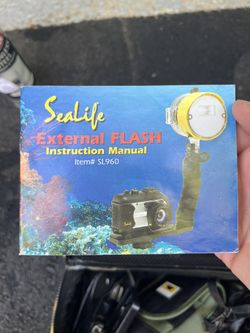 SeaLife
External FLASH
Instruction Manual
Item# SL960